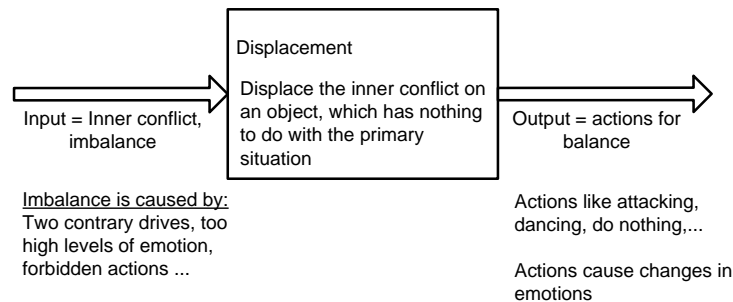 Displacement
Displace the inner conflict on
an object, which has nothing
to do with the primary
situation
Input = Inner conflict,
imbalance
Output = actions for
balance
Imbalance is caused by:
Two contrary drives, too
high levels of emotion,
forbidden actions ...
Actions like attacking,
dancing, do nothing,...
Actions cause changes in
emotions